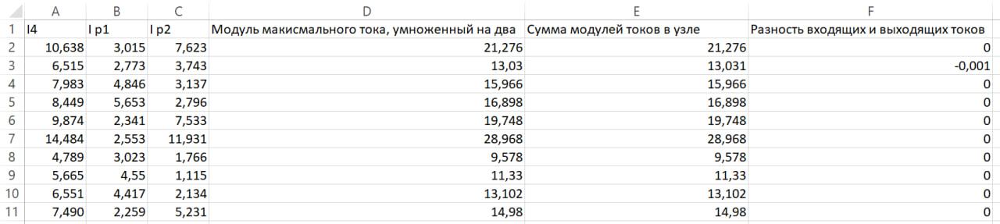 A B C D E F
1 I4 I p1 I p2 Модуль макисмального тока, умноженный на два Сумма модулей токов в узле Разность входящих и выходящих токов
2 10,638 3,015 7,623 21,276 21,276 0
3 6,515 2,773 3,743 13,03 13,031 -0,001
4 7,983 4,846 3,137 15,966 15,966 0
5 8,449 5,653 2,796 16,898 16,898 0
6 9,874 2,341 7,533 19,748 19,748 0
7 14,484 2,553 11,931 28,968 28,968 0
8 4,789 3,023 1,766 9,578 9,578 0
9 5,665 4,55 1,115 11,33 11,33 0
10 6,551 4,417 2,134 13,102 13,102 0
11 7,490 2,259 5,231 14,98 14,98 0